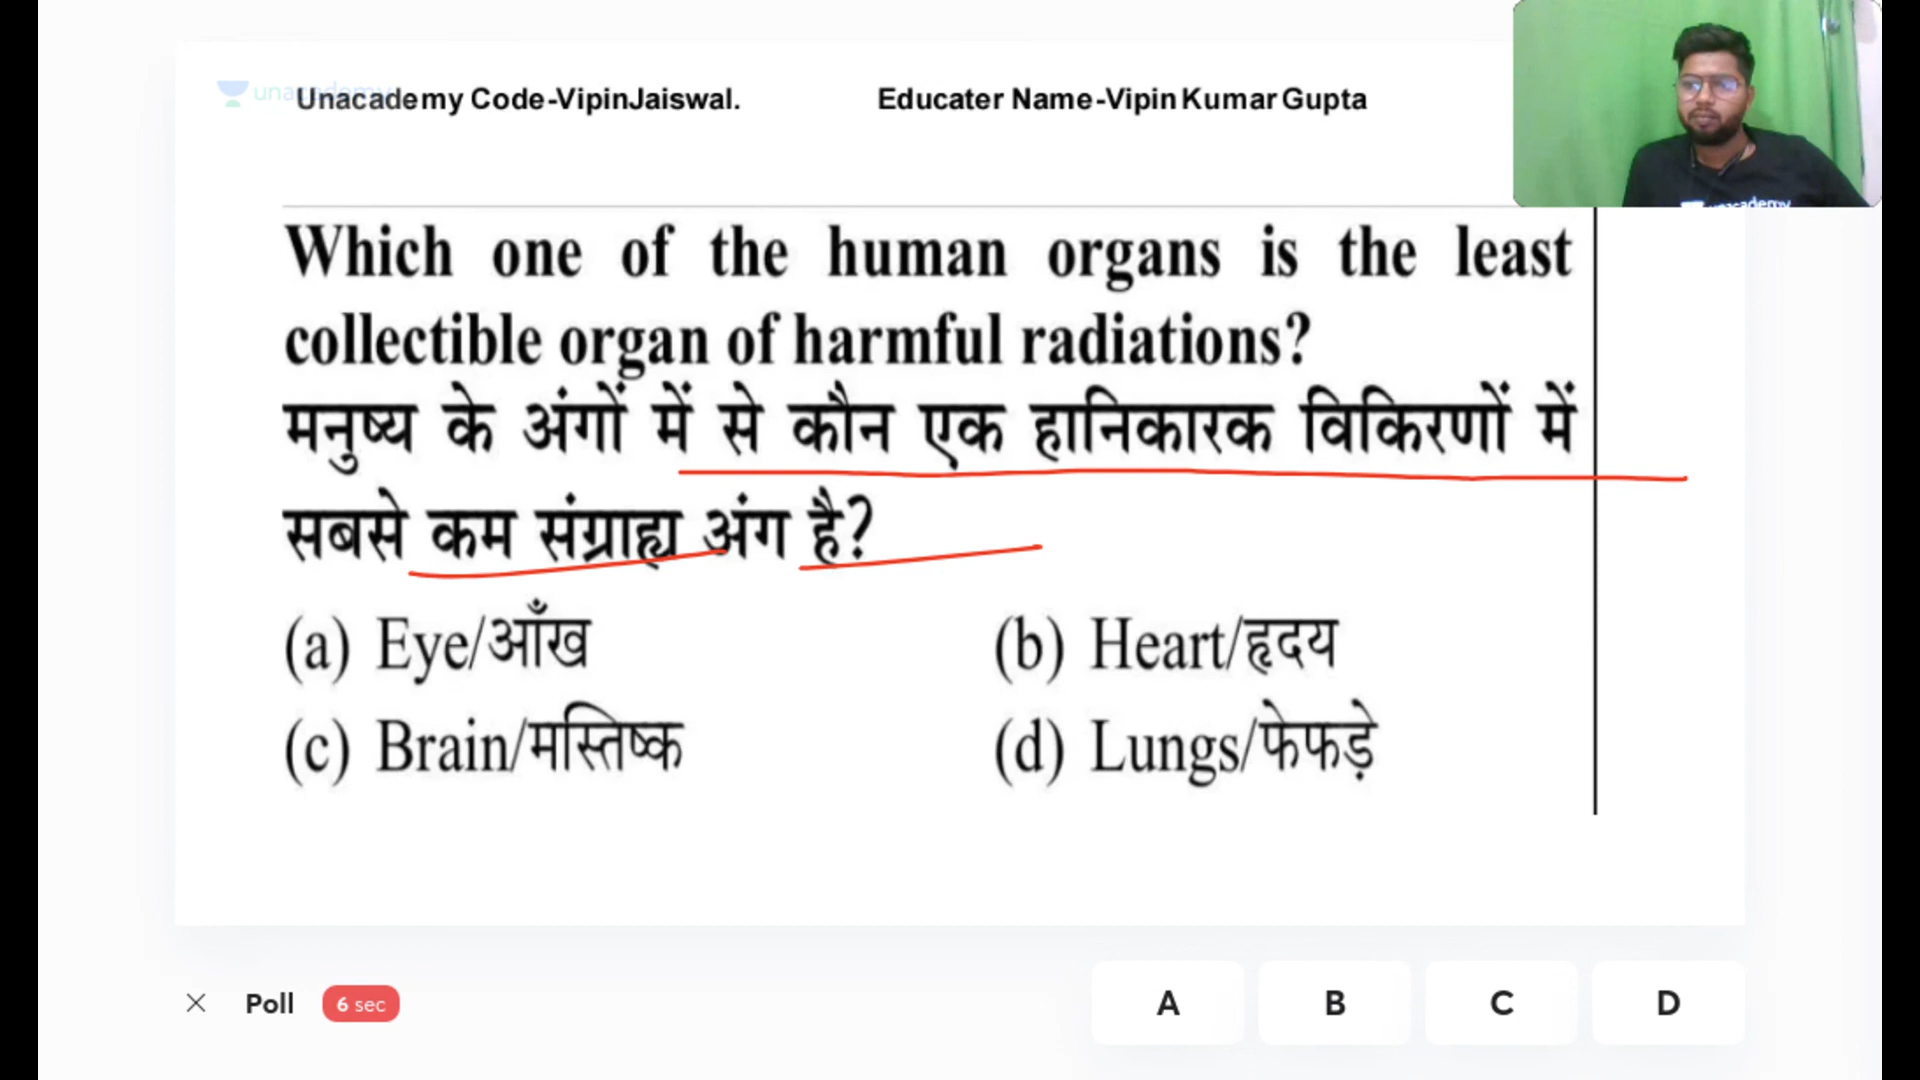 unacademy
Unacademy Code-VipinJaiswal. Educater Name-Vipin Kumar Gupta
unacademy
Which one of the human organs is the least
collectible organ of harmful radiations?
मनुष्य के अंगों में से कौन एक हानिकारक विकिरणों में
सबसे कम संग्राह्य अंग है?
(a) Eye/आँख (b) Heart/हृदय
(c) Brain/मस्तिष्क (d) Lungs/फेफड़े
× Poll 6 sec A B C D